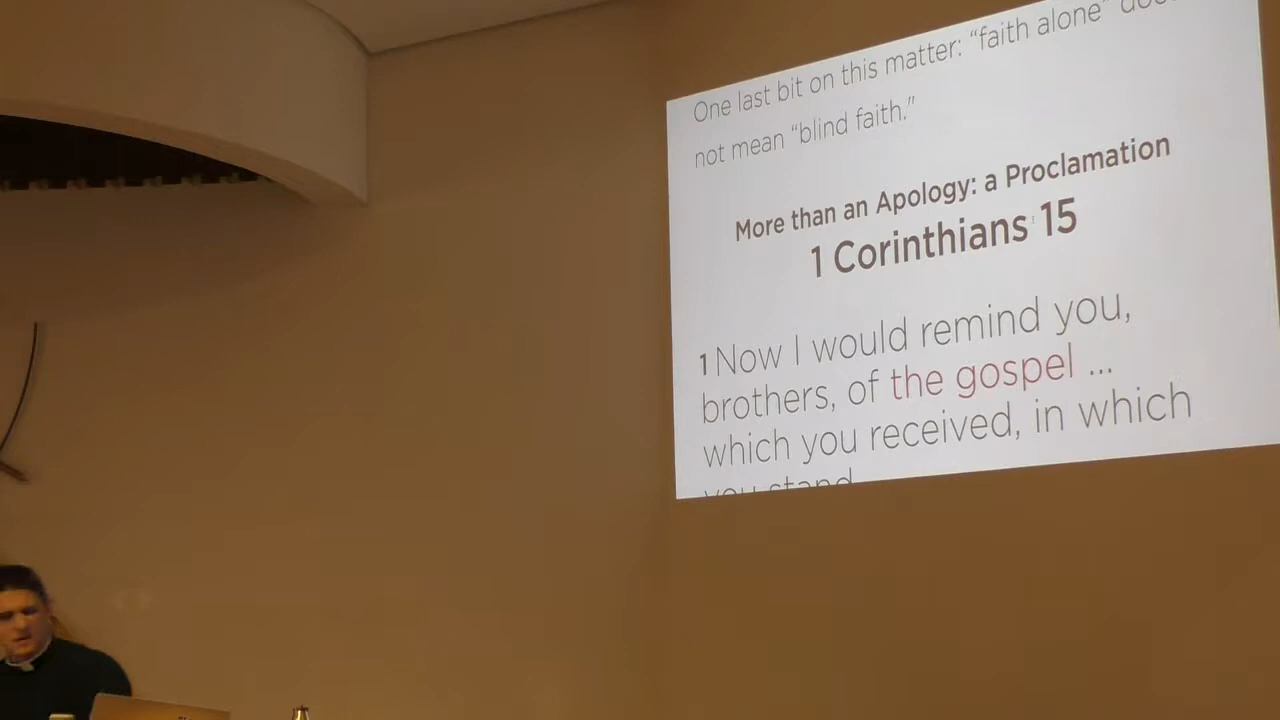 One last bit on this matter: “faith alone”
not mean “blind faith.”
More than an Apology: a Proclamation
1 Corinthians 15
1 Now I would remind you,
brothers, of the gospel ...
which you received, in which
you stand